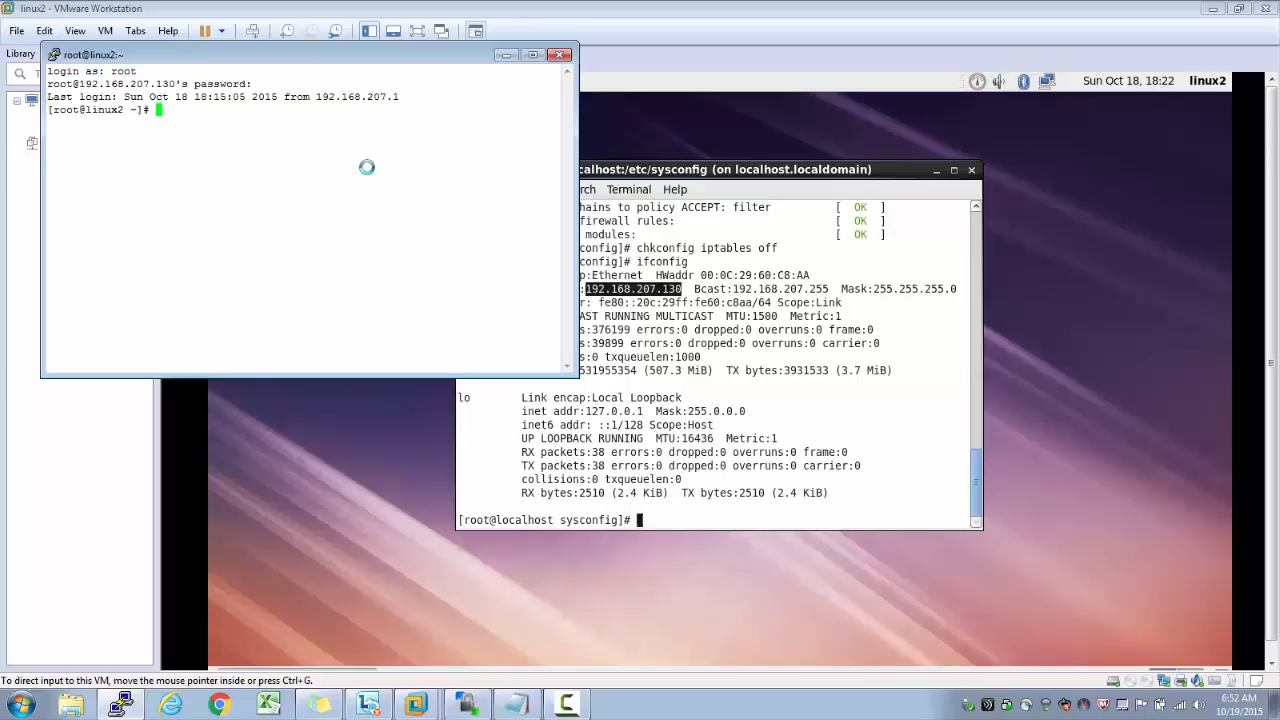 linux2 - VMware Workstation
File Edit View VM Tabs Help
Library
root@linux2:~
login as: root
root@192.168.207.130's password:
Last login: Sun Oct 18 18:15:05 2015 from 192.168.207.1
[root@linux2 ~]#
Sun Oct 18, 18:22 linux2
calhost:/etc/sysconfig (on localhost.localdomain)
rch Terminal Help
hains to policy ACCEPT: filter [ OK ]
firewall rules: [ OK ]
modules: [ OK ]
config]# chkconfig iptables off
config]# ifconfig
p:Ethernet HWaddr 00:0C:29:60:C8:AA
:192.168.207.130 Bcast:192.168.207.255 Mask:255.255.255.0
r: fe80::20c:29ff:fe60:c8aa/64 Scope:Link
AST RUNNING MULTICAST MTU:1500 Metric:1
s:376199 errors:0 dropped:0 overruns:0 frame:0
s:39899 errors:0 dropped:0 overruns:0 carrier:0
s:0 txqueuelen:1000
531955354 (507.3 MiB) TX bytes:3931533 (3.7 MiB)
lo Link encap:Local Loopback
inet addr:127.0.0.1 Mask:255.0.0.0
inet6 addr: ::1/128 Scope:Host
UP LOOPBACK RUNNING MTU:16436 Metric:1
RX packets:38 errors:0 dropped:0 overruns:0 frame:0
TX packets:38 errors:0 dropped:0 overruns:0 carrier:0
collisions:0 txqueuelen:0
RX bytes:2510 (2.4 KiB) TX bytes:2510 (2.4 KiB)
[root@localhost sysconfig]#
To direct input to this VM, move the mouse pointer inside or press Ctrl+G.
6:52 AM
10/19/2015